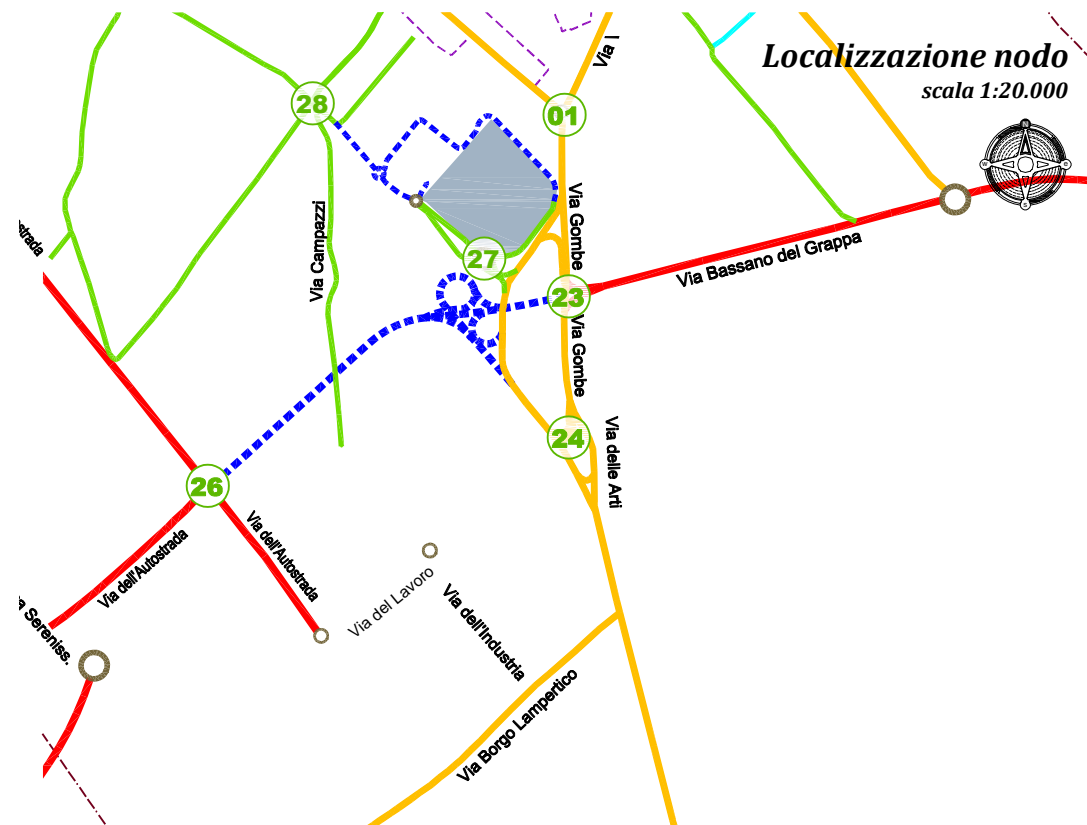 Localizzazione nodo
scala 1:20.000
N
W
S
Via
28
01
Via Gombe
Via Campazzi
strada
27
23
Via Bassano del Grappa
Via Gombe
24
Via delle Arti
26
Via dell'Autostrada
Via dell'Autostrada
Via del Lavoro
Via dell'Industria
a Sereniss.
Via Borgo Lampertico